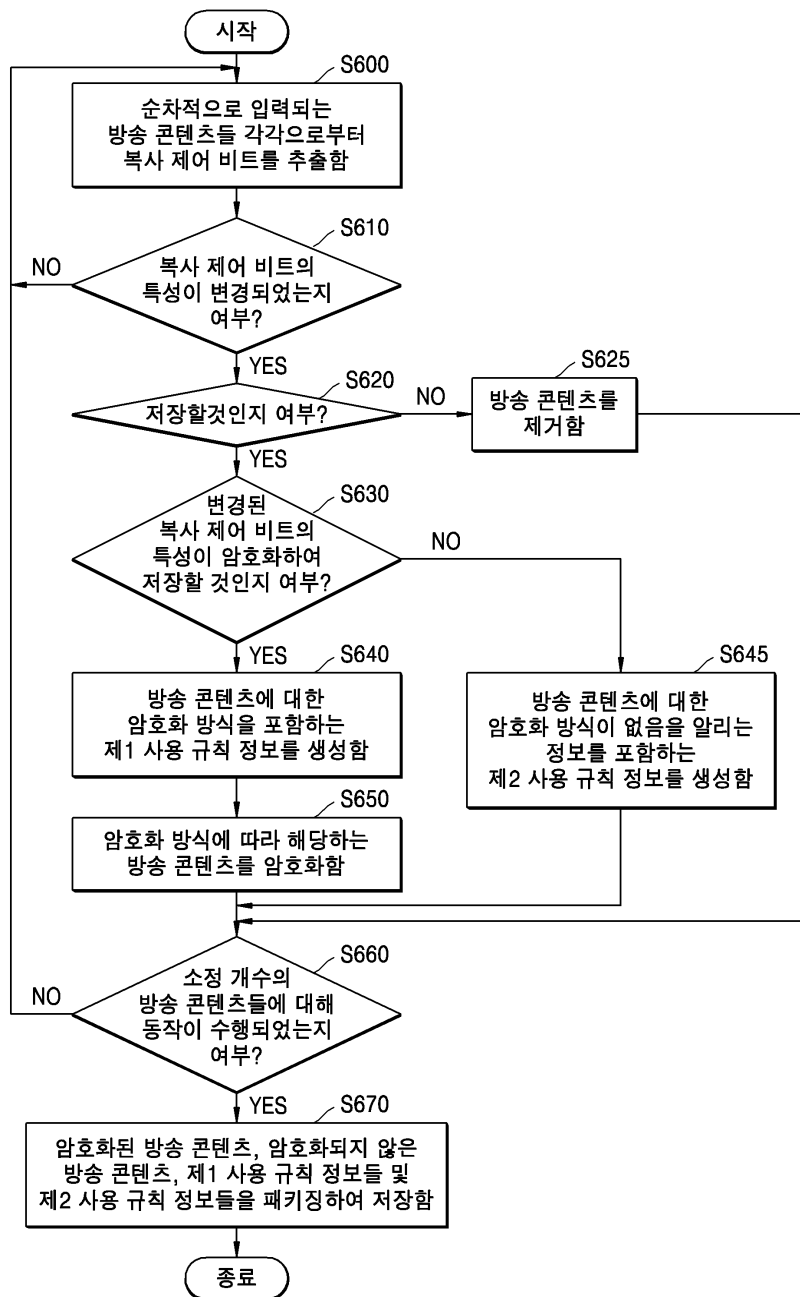 시작
S600
순차적으로 입력되는
방송 콘텐츠들 각각으로부터
복사 제어 비트를 추출함
S610
NO
복사 제어 비트의
특성이 변경되었는지
여부?
YES
S620
저장할것인지 여부?
NO
S625
방송 콘텐츠를
제거함
YES
S630
변경된
복사 제어 비트의
특성이 암호화하여
저장할 것인지 여부?
NO
YES
S640
방송 콘텐츠에 대한
암호화 방식을 포함하는
제1 사용 규칙 정보를 생성함
S645
방송 콘텐츠에 대한
암호화 방식이 없음을 알리는
정보를 포함하는
제2 사용 규칙 정보를 생성함
S650
암호화 방식에 따라 해당하는
방송 콘텐츠를 암호화함
S660
NO
소정 개수의
방송 콘텐츠들에 대해
동작이 수행되었는지
여부?
YES
S670
암호화된 방송 콘텐츠, 암호화되지 않은
방송 콘텐츠, 제1 사용 규칙 정보들 및
제2 사용 규칙 정보들을 패키징하여 저장함
종료